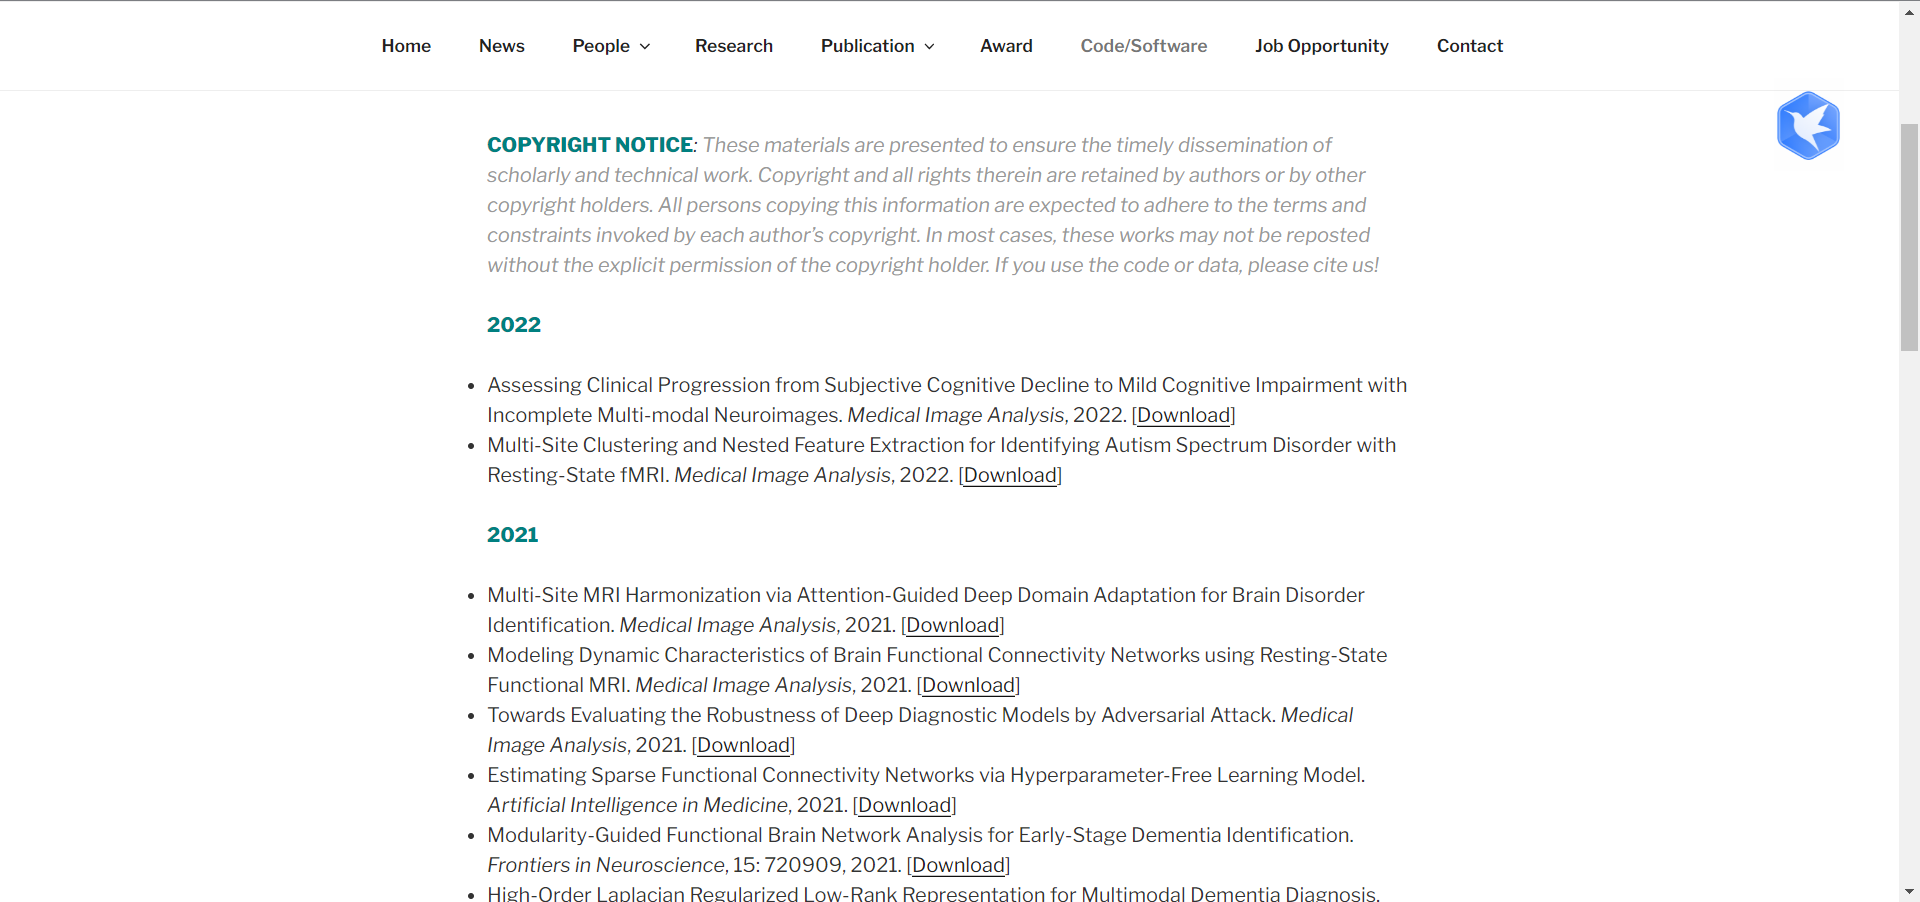 Home News People Research Publication Award Code/Software Job Opportunity Contact
COPYRIGHT NOTICE: These materials are presented to ensure the timely dissemination of
scholarly and technical work. Copyright and all rights therein are retained by authors or by other
copyright holders. All persons copying this information are expected to adhere to the terms and
constraints invoked by each author’s copyright. In most cases, these works may not be reposted
without the explicit permission of the copyright holder. If you use the code or data, please cite us!
2022
• Assessing Clinical Progression from Subjective Cognitive Decline to Mild Cognitive Impairment with
Incomplete Multi-modal Neuroimages. Medical Image Analysis, 2022. [Download]
• Multi-Site Clustering and Nested Feature Extraction for Identifying Autism Spectrum Disorder with
Resting-State fMRI. Medical Image Analysis, 2022. [Download]
2021
• Multi-Site MRI Harmonization via Attention-Guided Deep Domain Adaptation for Brain Disorder
Identification. Medical Image Analysis, 2021. [Download]
• Modeling Dynamic Characteristics of Brain Functional Connectivity Networks using Resting-State
Functional MRI. Medical Image Analysis, 2021. [Download]
• Towards Evaluating the Robustness of Deep Diagnostic Models by Adversarial Attack. Medical
Image Analysis, 2021. [Download]
• Estimating Sparse Functional Connectivity Networks via Hyperparameter-Free Learning Model.
Artificial Intelligence in Medicine, 2021. [Download]
• Modularity-Guided Functional Brain Network Analysis for Early-Stage Dementia Identification.
Frontiers in Neuroscience, 15: 720909, 2021. [Download]
• High-Order Laplacian Regularized Low-Rank Representation for Multimodal Dementia Diagnosis.